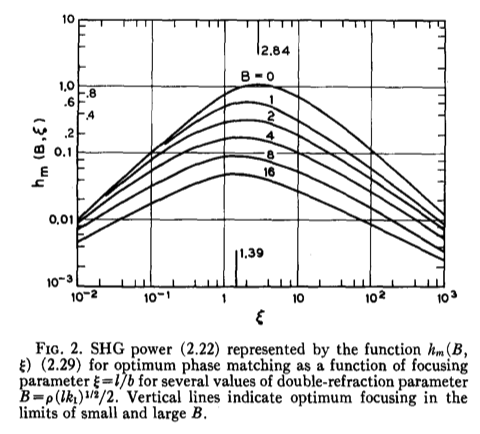 10
2.84
B = 0
1.0
.8
.6
1
.4
2
.2
4
0.1
8
16
0.01
1.39
10⁻³
10⁻² 10⁻¹ 1 10 10² 10³
hₘ(B,ξ)
ξ
FIG. 2. SHG power (2.22) represented by the function hₘ(B,
ξ) (2.29) for optimum phase matching as a function of focusing
parameter ξ=l/b for several values of double-refraction parameter
B=ρ(lk₁)^1/2/2. Vertical lines indicate optimum focusing in the
limits of small and large B.